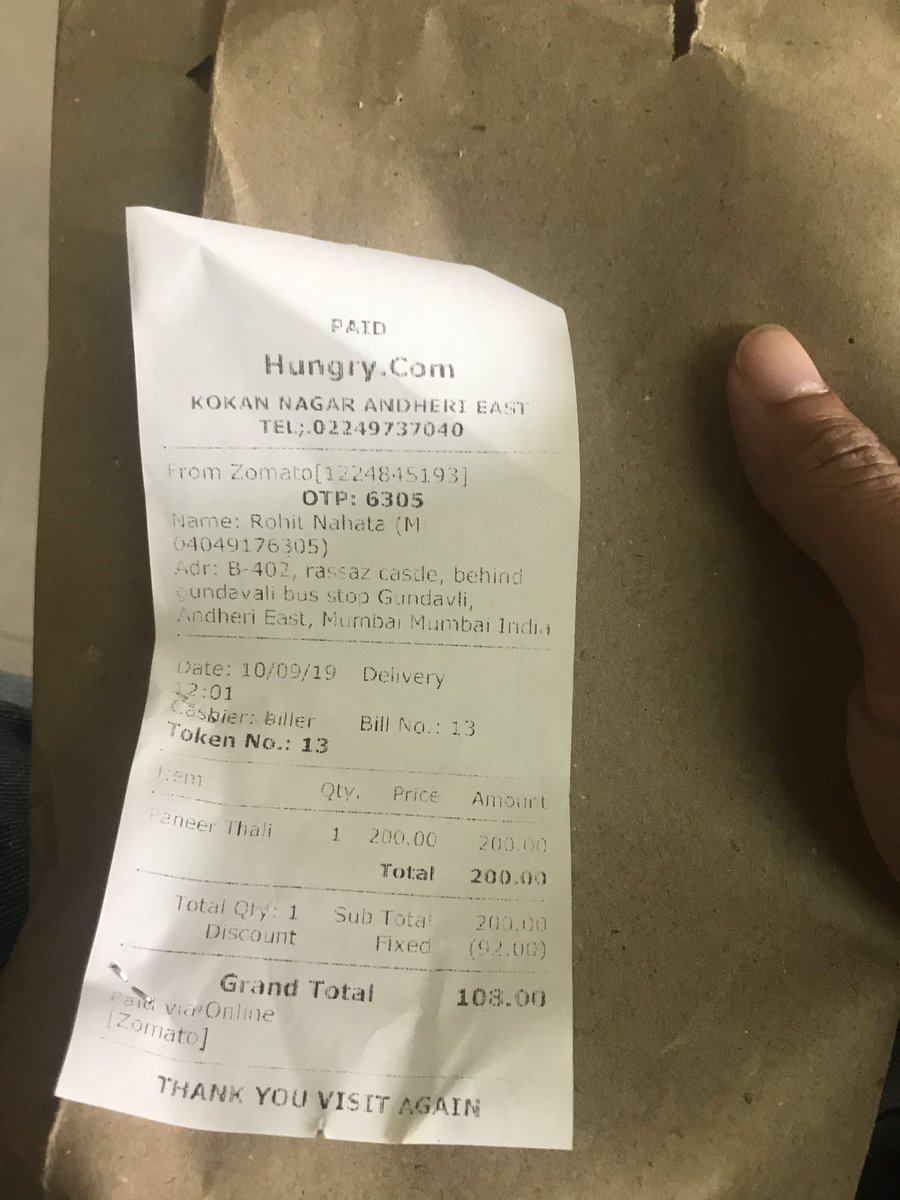 PAID
Hungry.Com
KOKAN NAGAR ANDHERI EAST
TEL;.02249737040
From Zomato[1224845193]
OTP: 6305
Name: Rohit Nahata (M:
04049176305)
Adr: B-402, rassaz castle, behind
gundavali bus stop Gundavli,
Andheri East, Mumbai Mumbai India
Date: 10/09/19 Delivery
12:01
Cashier: biller Bill No.: 13
Token No.: 13
Item Qty. Price Amount
Paneer Thali 1 200.00 200.00
Total 200.00
Total Qty: 1 Sub Total 200.00
Discount Fixed (92.00)
Grand Total 108.00
Paid via Online
[Zomato]
THANK YOU VISIT AGAIN